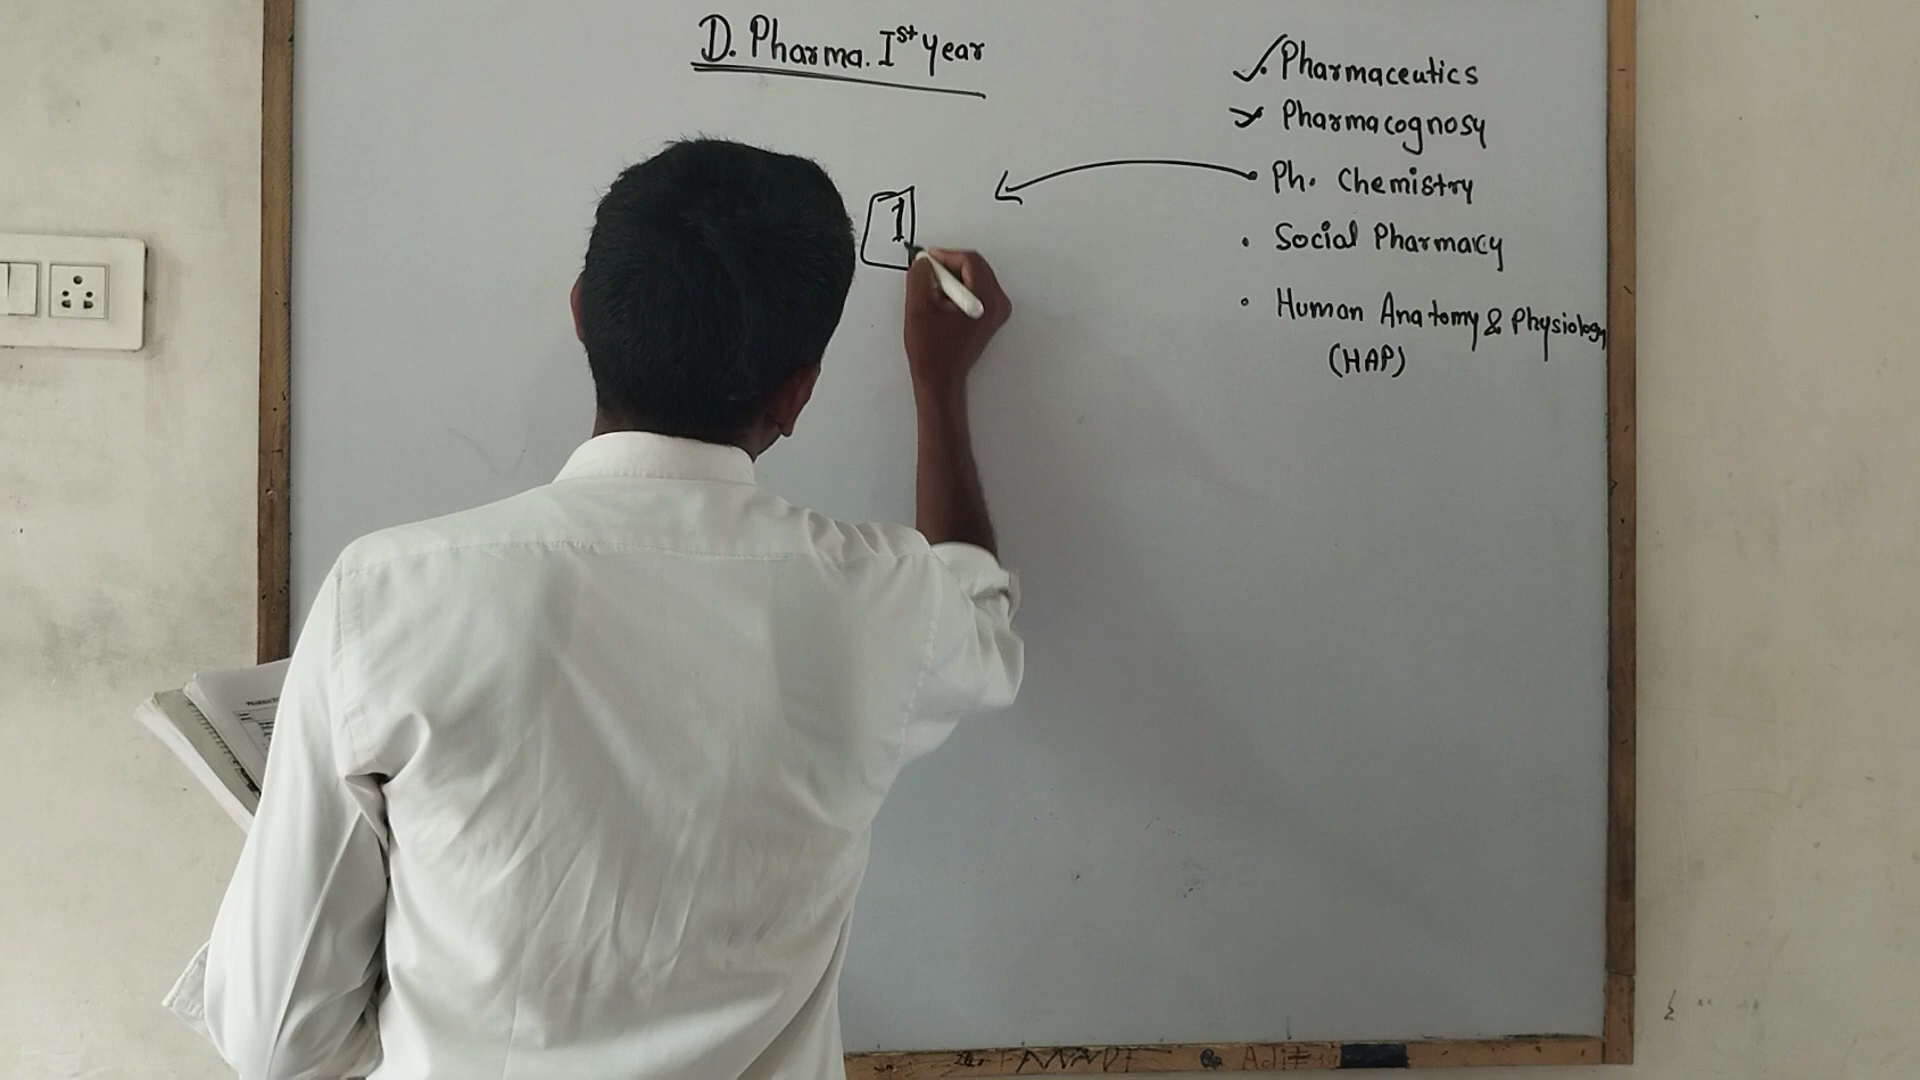 D. Pharma. Ist Year
Pharmaceutics
Pharmacognosy
Ph. Chemistry
Social Pharmacy
Human Anatomy & Physiology
(HAP)
1